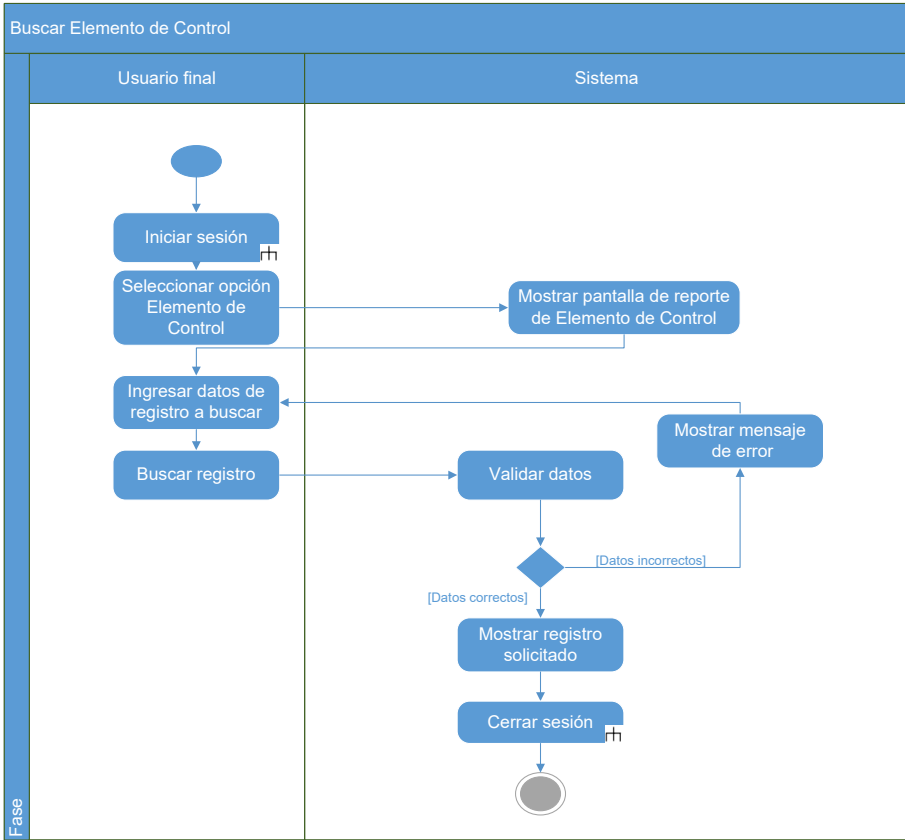 Buscar Elemento de Control
Usuario final
Sistema
Iniciar sesión
Seleccionar opción
Elemento de
Control
Mostrar pantalla de reporte
de Elemento de Control
Ingresar datos de
registro a buscar
Mostrar mensaje
de error
Buscar registro
Validar datos
[Datos incorrectos]
[Datos correctos]
Mostrar registro
solicitado
Cerrar sesión
Fase